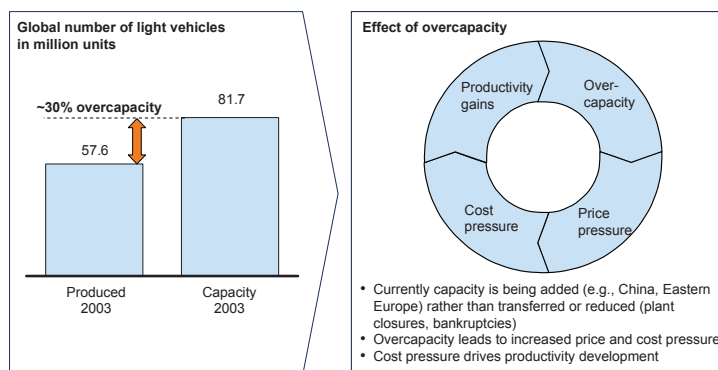 Global number of light vehicles
in million units
~30% overcapacity
81.7
57.6
Produced
2003
Capacity
2003
Effect of overcapacity
Productivity
gains
Over-
capacity
Cost
pressure
Price
pressure
• Currently capacity is being added (e.g., China, Eastern
Europe) rather than transferred or reduced (plant
closures, bankruptcies)
• Overcapacity leads to increased price and cost pressure
• Cost pressure drives productivity development